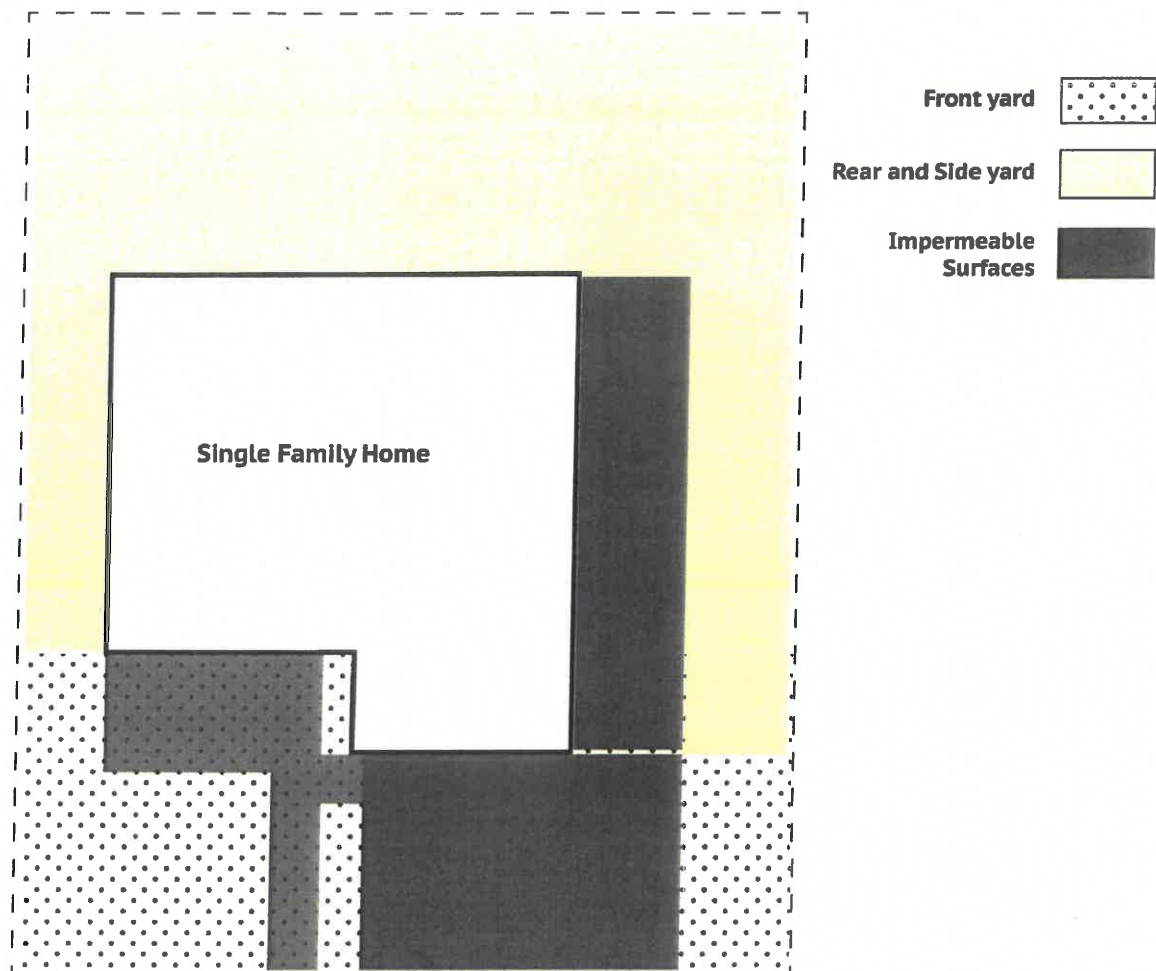 Front yard
Rear and Side yard
Impermeable
Surfaces
Single Family Home